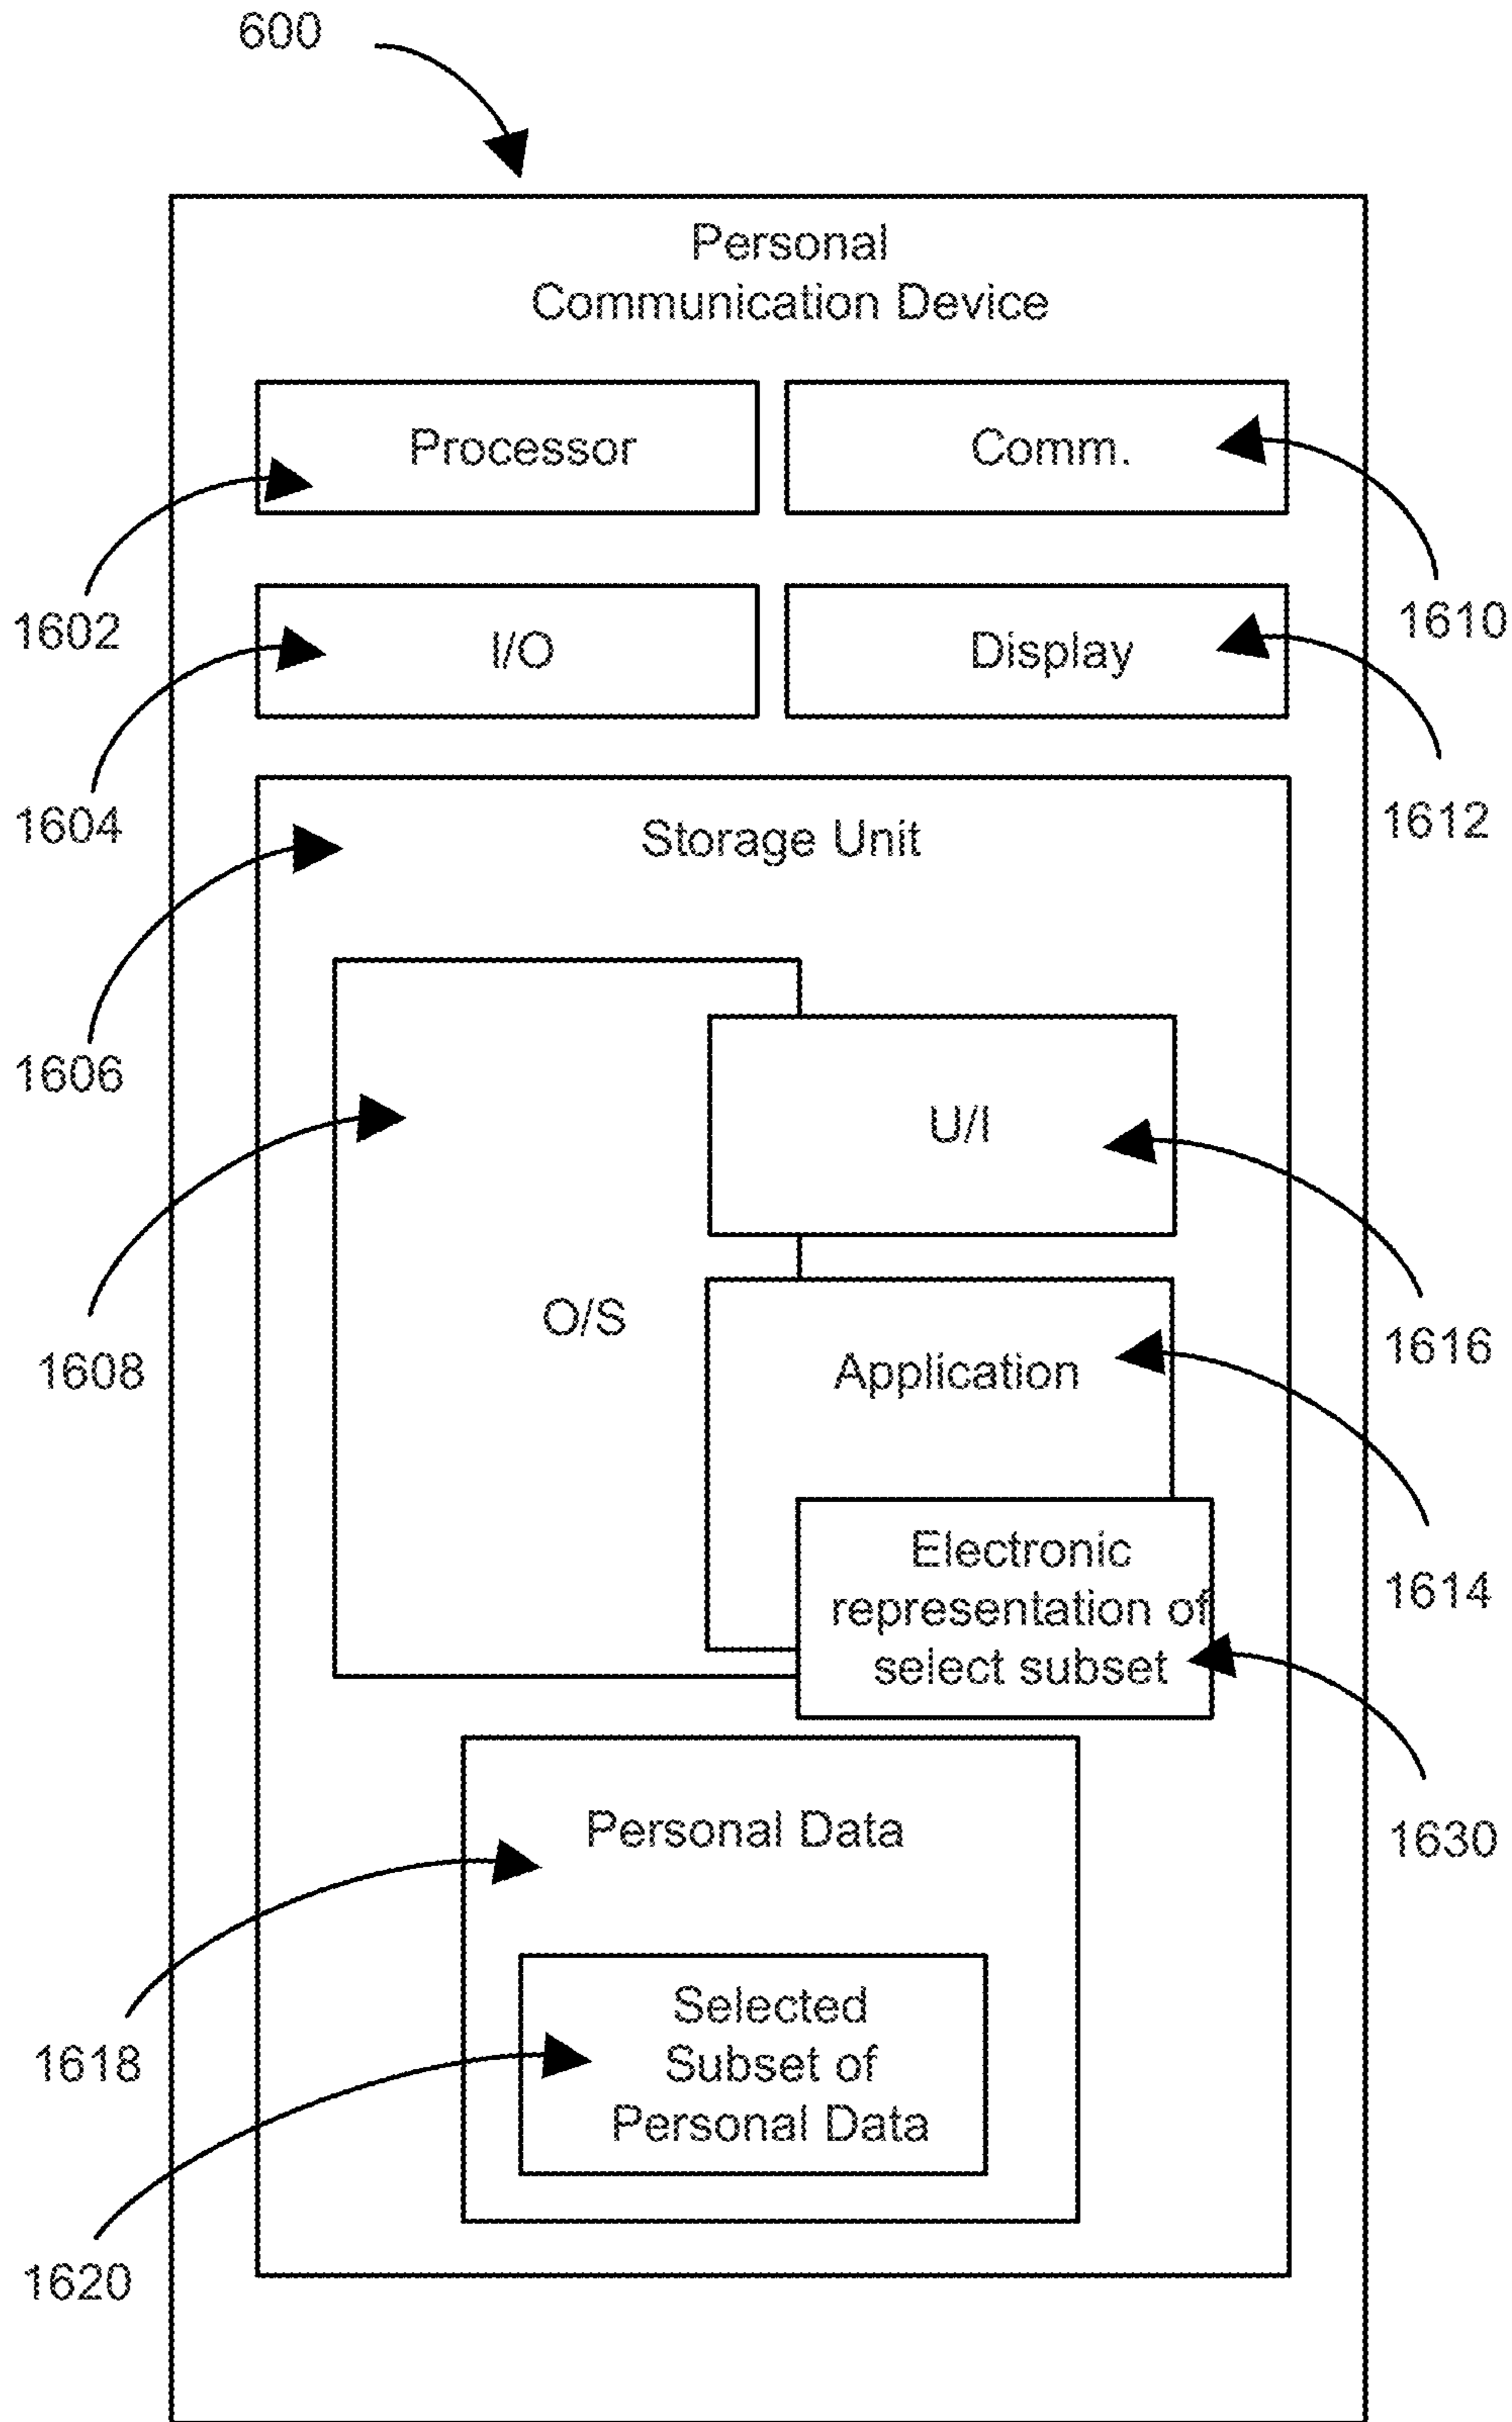 600
Personal
Communication Device
Processor
Comm.
1602
1610
I/O
Display
1604
1612
Storage Unit
1606
U/I
O/S
1608
1616
Application
1614
Electronic
representation of
select subset
1630
Personal Data
1618
Selected
Subset of
Personal Data
1620